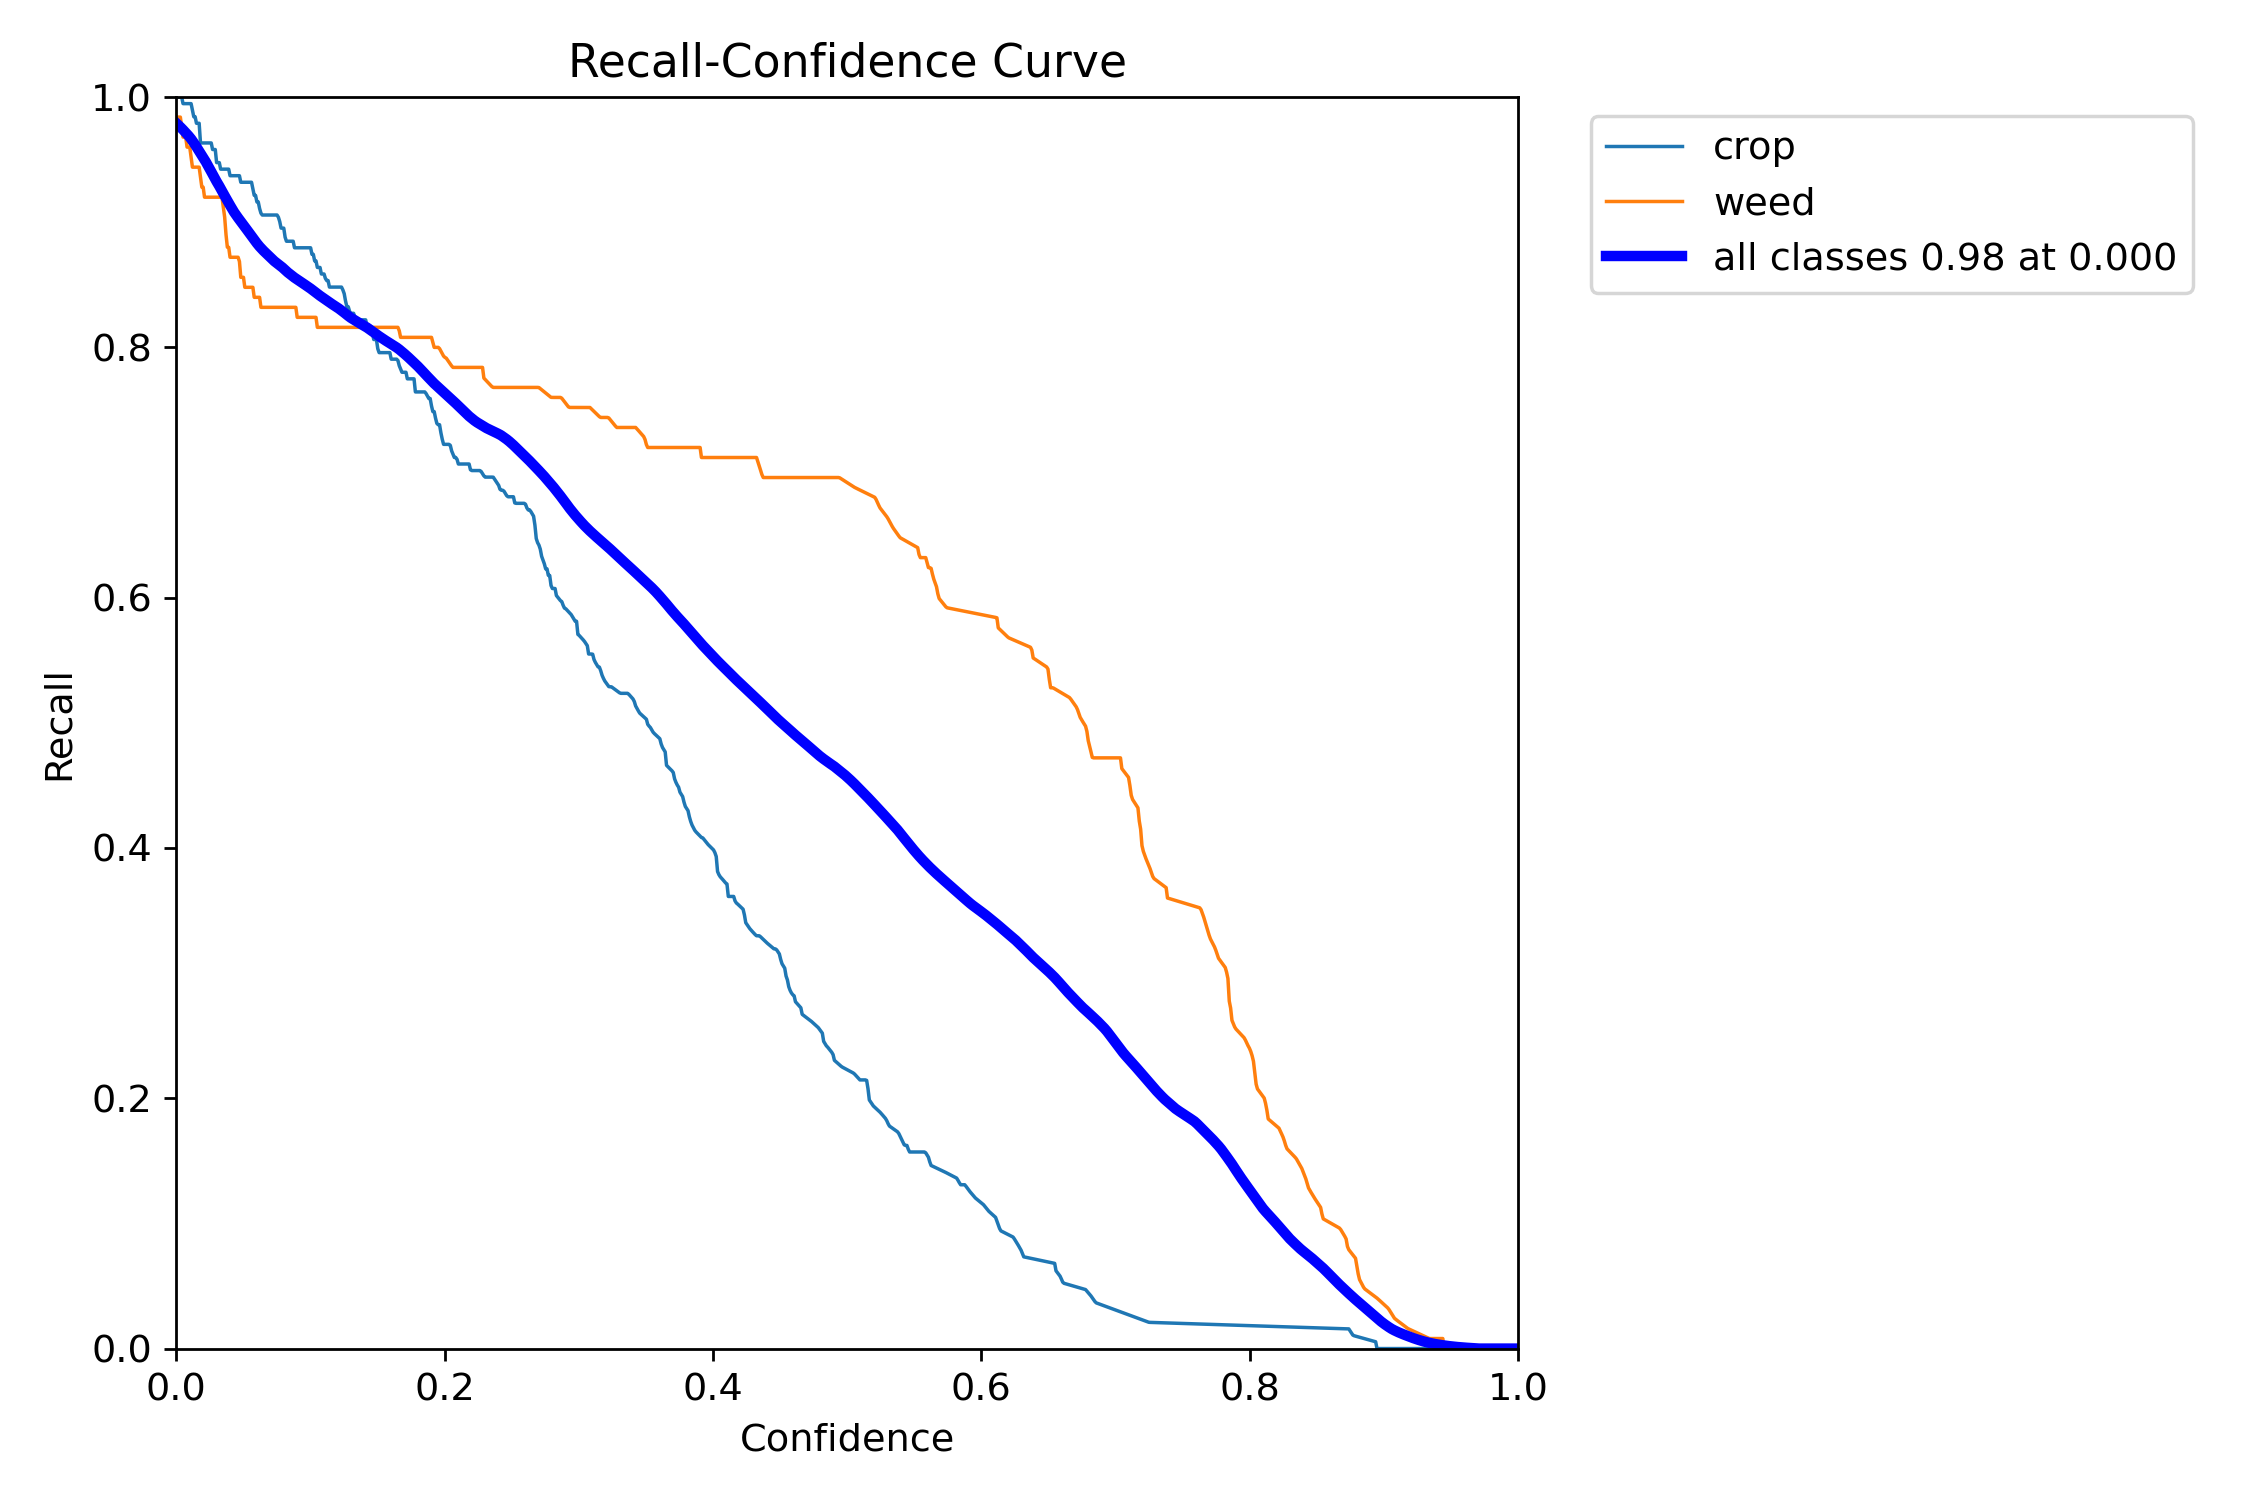 Recall-Confidence Curve
1.0
0.8
0.6
0.4
0.2
0.0
Recall
0.0 0.2 0.4 0.6 0.8 1.0
Confidence
crop
weed
all classes 0.98 at 0.000